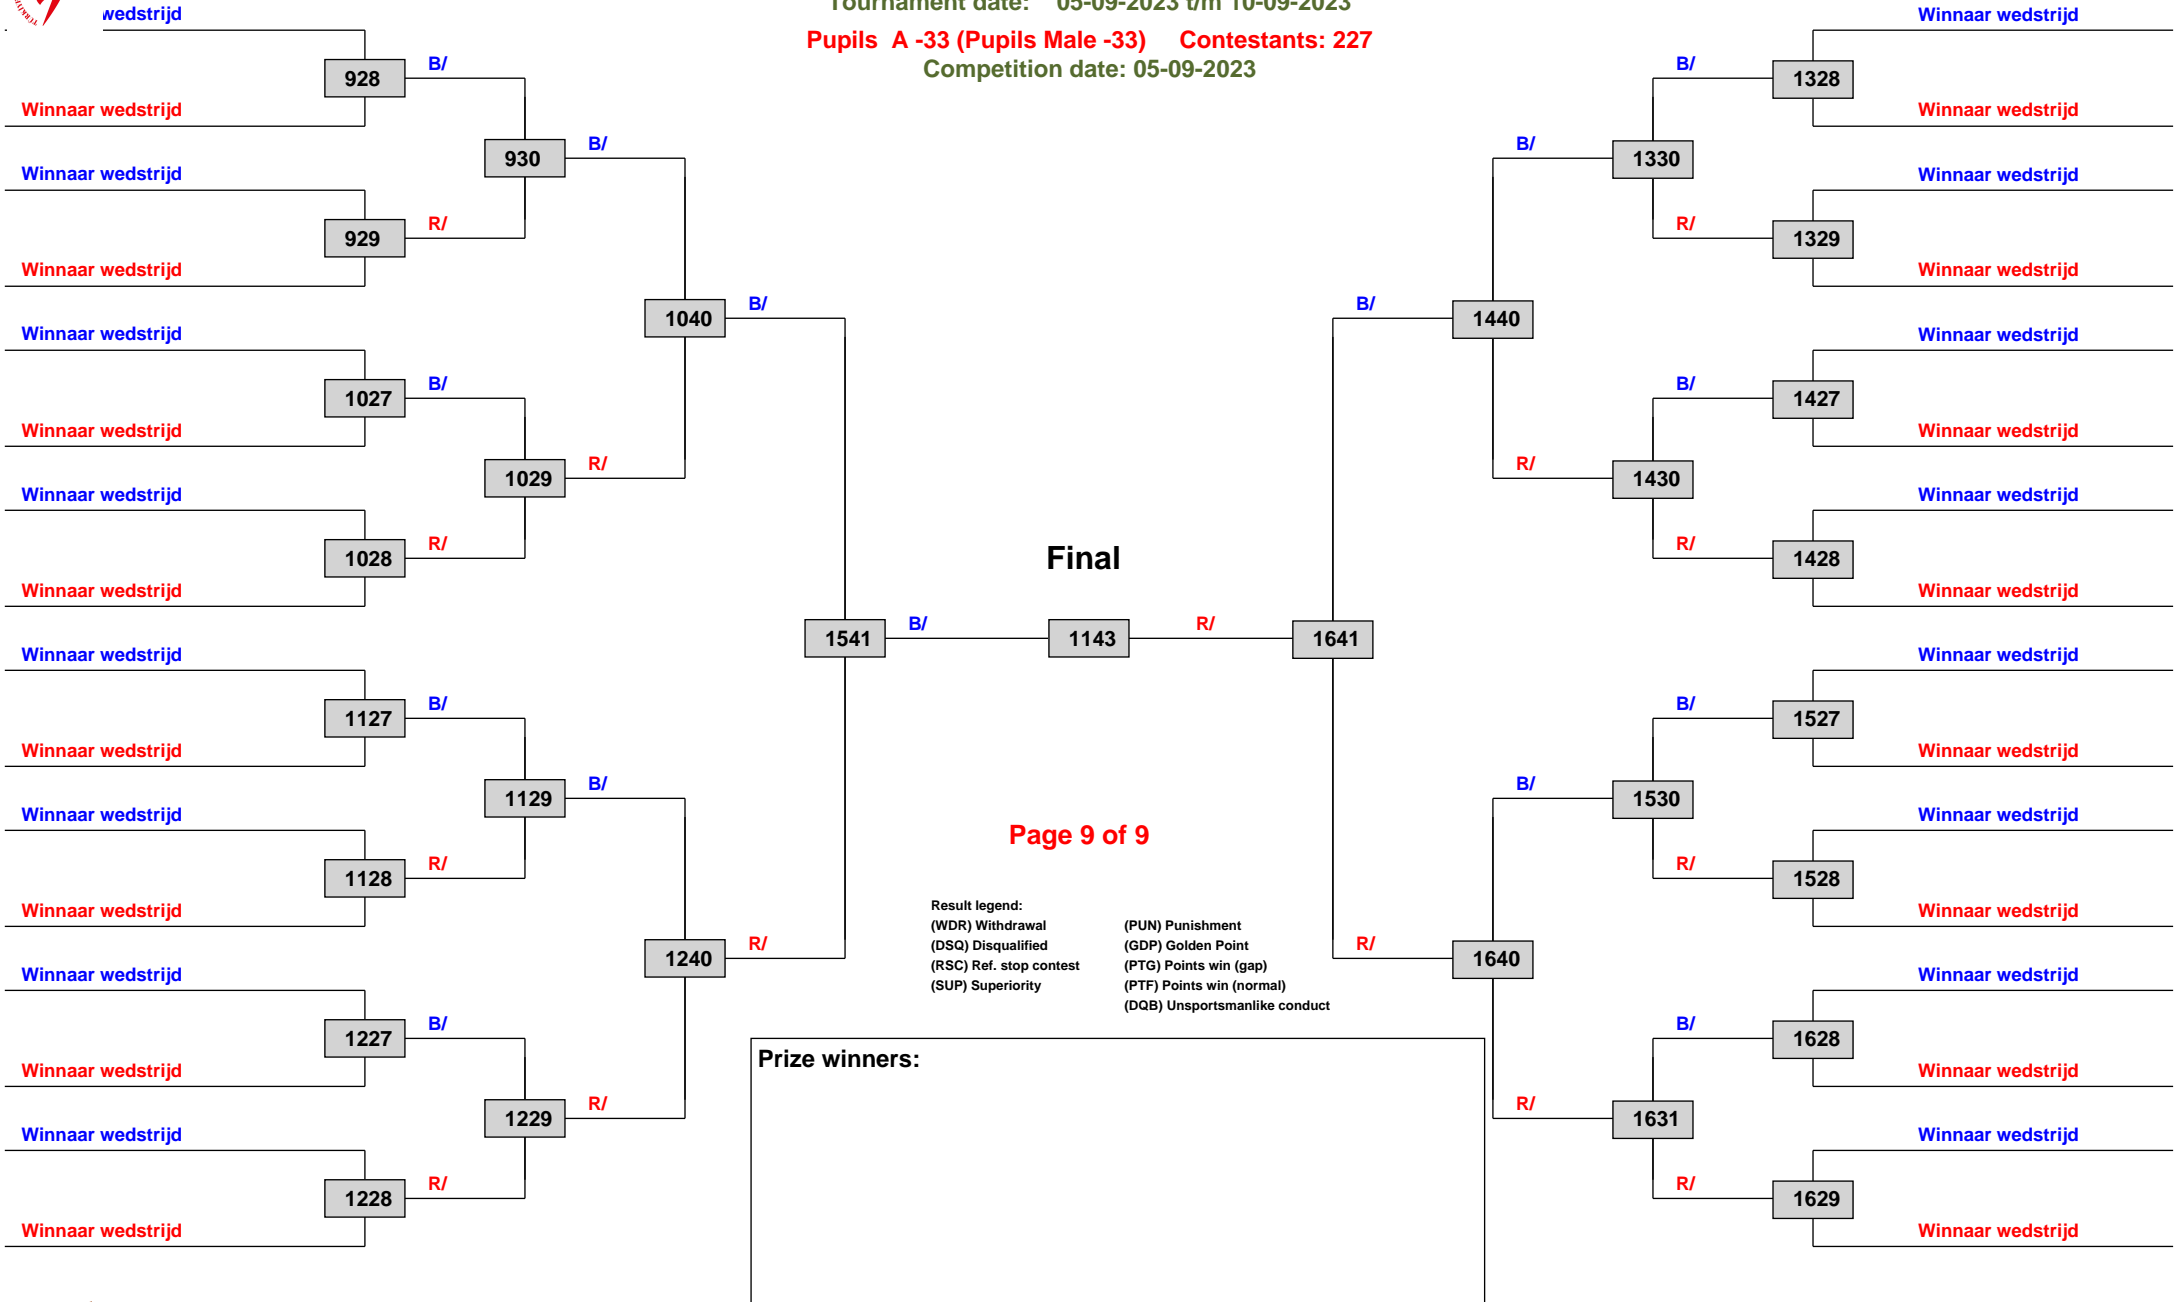 Tournament date: 05-09-2023 t/m 10-09-2023
Pupils A -33 (Pupils Male -33) Contestants: 227
Competition date: 05-09-2023
wedstrijd
928
B/
Winnaar wedstrijd
930
B/
Winnaar wedstrijd
929
R/
Winnaar wedstrijd
1040
B/
Winnaar wedstrijd
1027
B/
Winnaar wedstrijd
1029
R/
Winnaar wedstrijd
1028
R/
Winnaar wedstrijd
1541
B/
Winnaar wedstrijd
1127
B/
Winnaar wedstrijd
1129
B/
Winnaar wedstrijd
1128
R/
Winnaar wedstrijd
1240
R/
Winnaar wedstrijd
1227
B/
Winnaar wedstrijd
1229
R/
Winnaar wedstrijd
1228
R/
Winnaar wedstrijd
Final
1143
R/
1641
Winnaar wedstrijd
B/
1328
Winnaar wedstrijd
B/
1330
Winnaar wedstrijd
R/
1329
Winnaar wedstrijd
B/
1440
Winnaar wedstrijd
B/
1427
Winnaar wedstrijd
R/
1430
Winnaar wedstrijd
R/
1428
Winnaar wedstrijd
Winnaar wedstrijd
B/
1527
Winnaar wedstrijd
B/
1530
Winnaar wedstrijd
R/
1528
Winnaar wedstrijd
R/
1640
Winnaar wedstrijd
B/
1628
Winnaar wedstrijd
R/
1631
Winnaar wedstrijd
R/
1629
Winnaar wedstrijd
Page 9 of 9
Result legend:
(WDR) Withdrawal
(DSQ) Disqualified
(RSC) Ref. stop contest
(SUP) Superiority
(PUN) Punishment
(GDP) Golden Point
(PTG) Points win (gap)
(PTF) Points win (normal)
(DQB) Unsportsmanlike conduct
Prize winners: